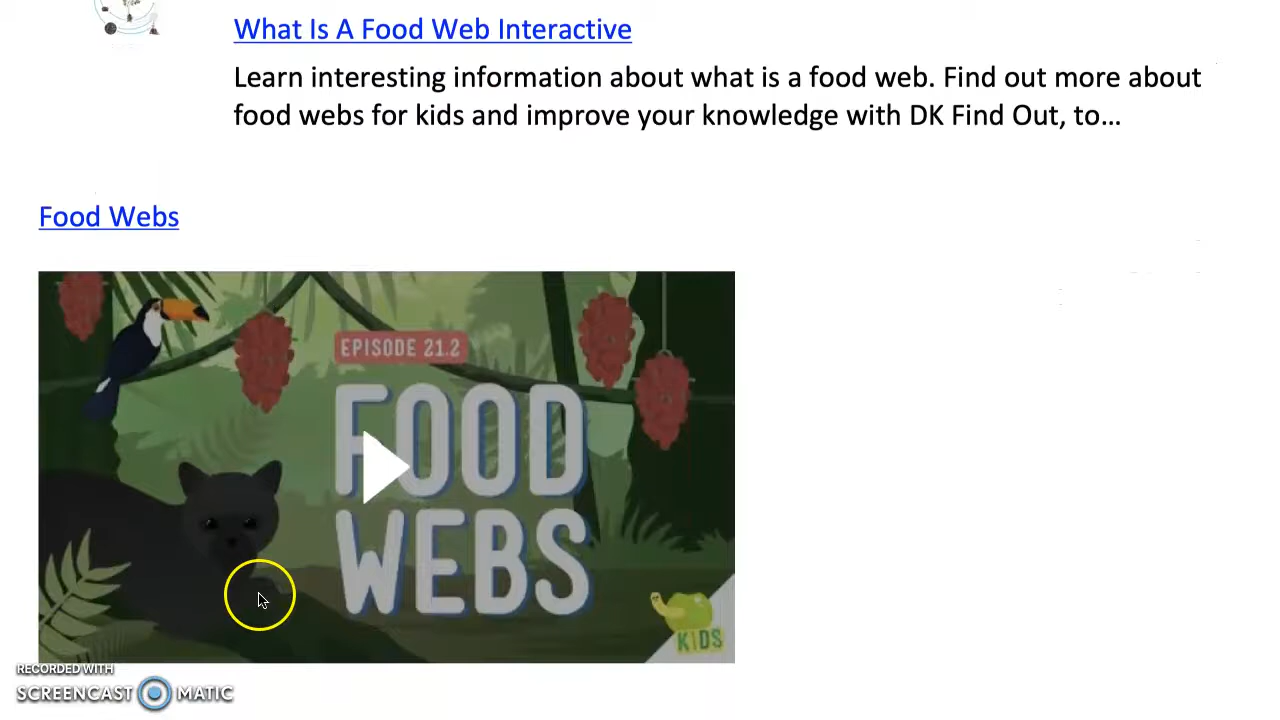 What Is A Food Web Interactive
Learn interesting information about what is a food web. Find out more about
food webs for kids and improve your knowledge with DK Find Out, to...
Food Webs
EPISODE 21.2
FOOD
WEBS
KIDS
RECORDED WITH
SCREENCAST MATIC